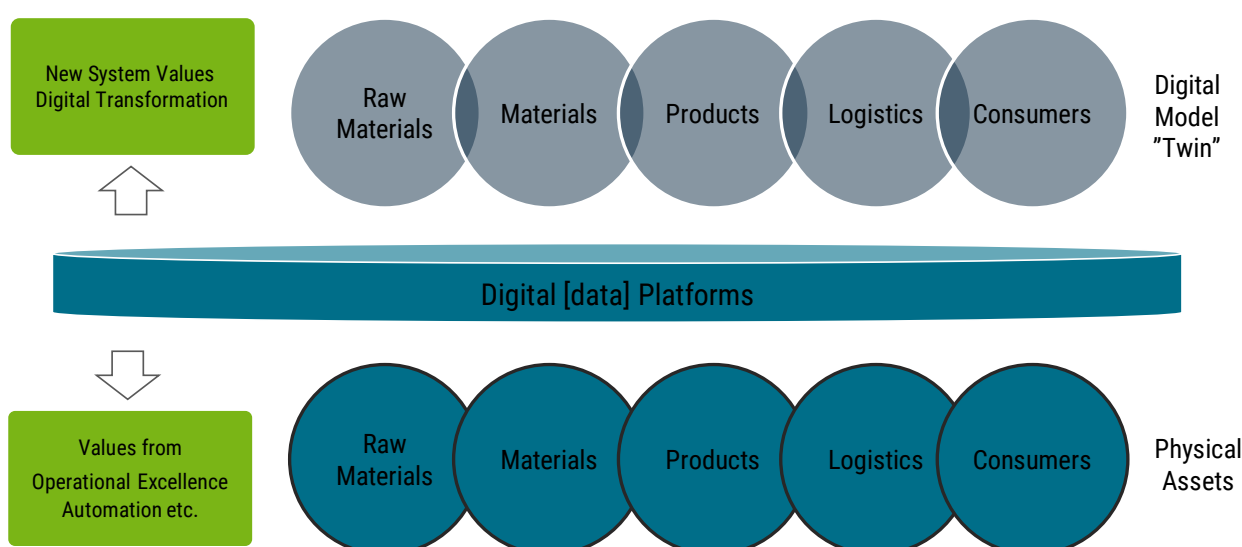 New System Values
Digital Transformation
Raw
Materials
Materials
Products
Logistics
Consumers
Digital
Model
”Twin”
Digital [data] Platforms
Values from
Operational Excellence
Automation etc.
Raw
Materials
Materials
Products
Logistics
Consumers
Physical
Assets